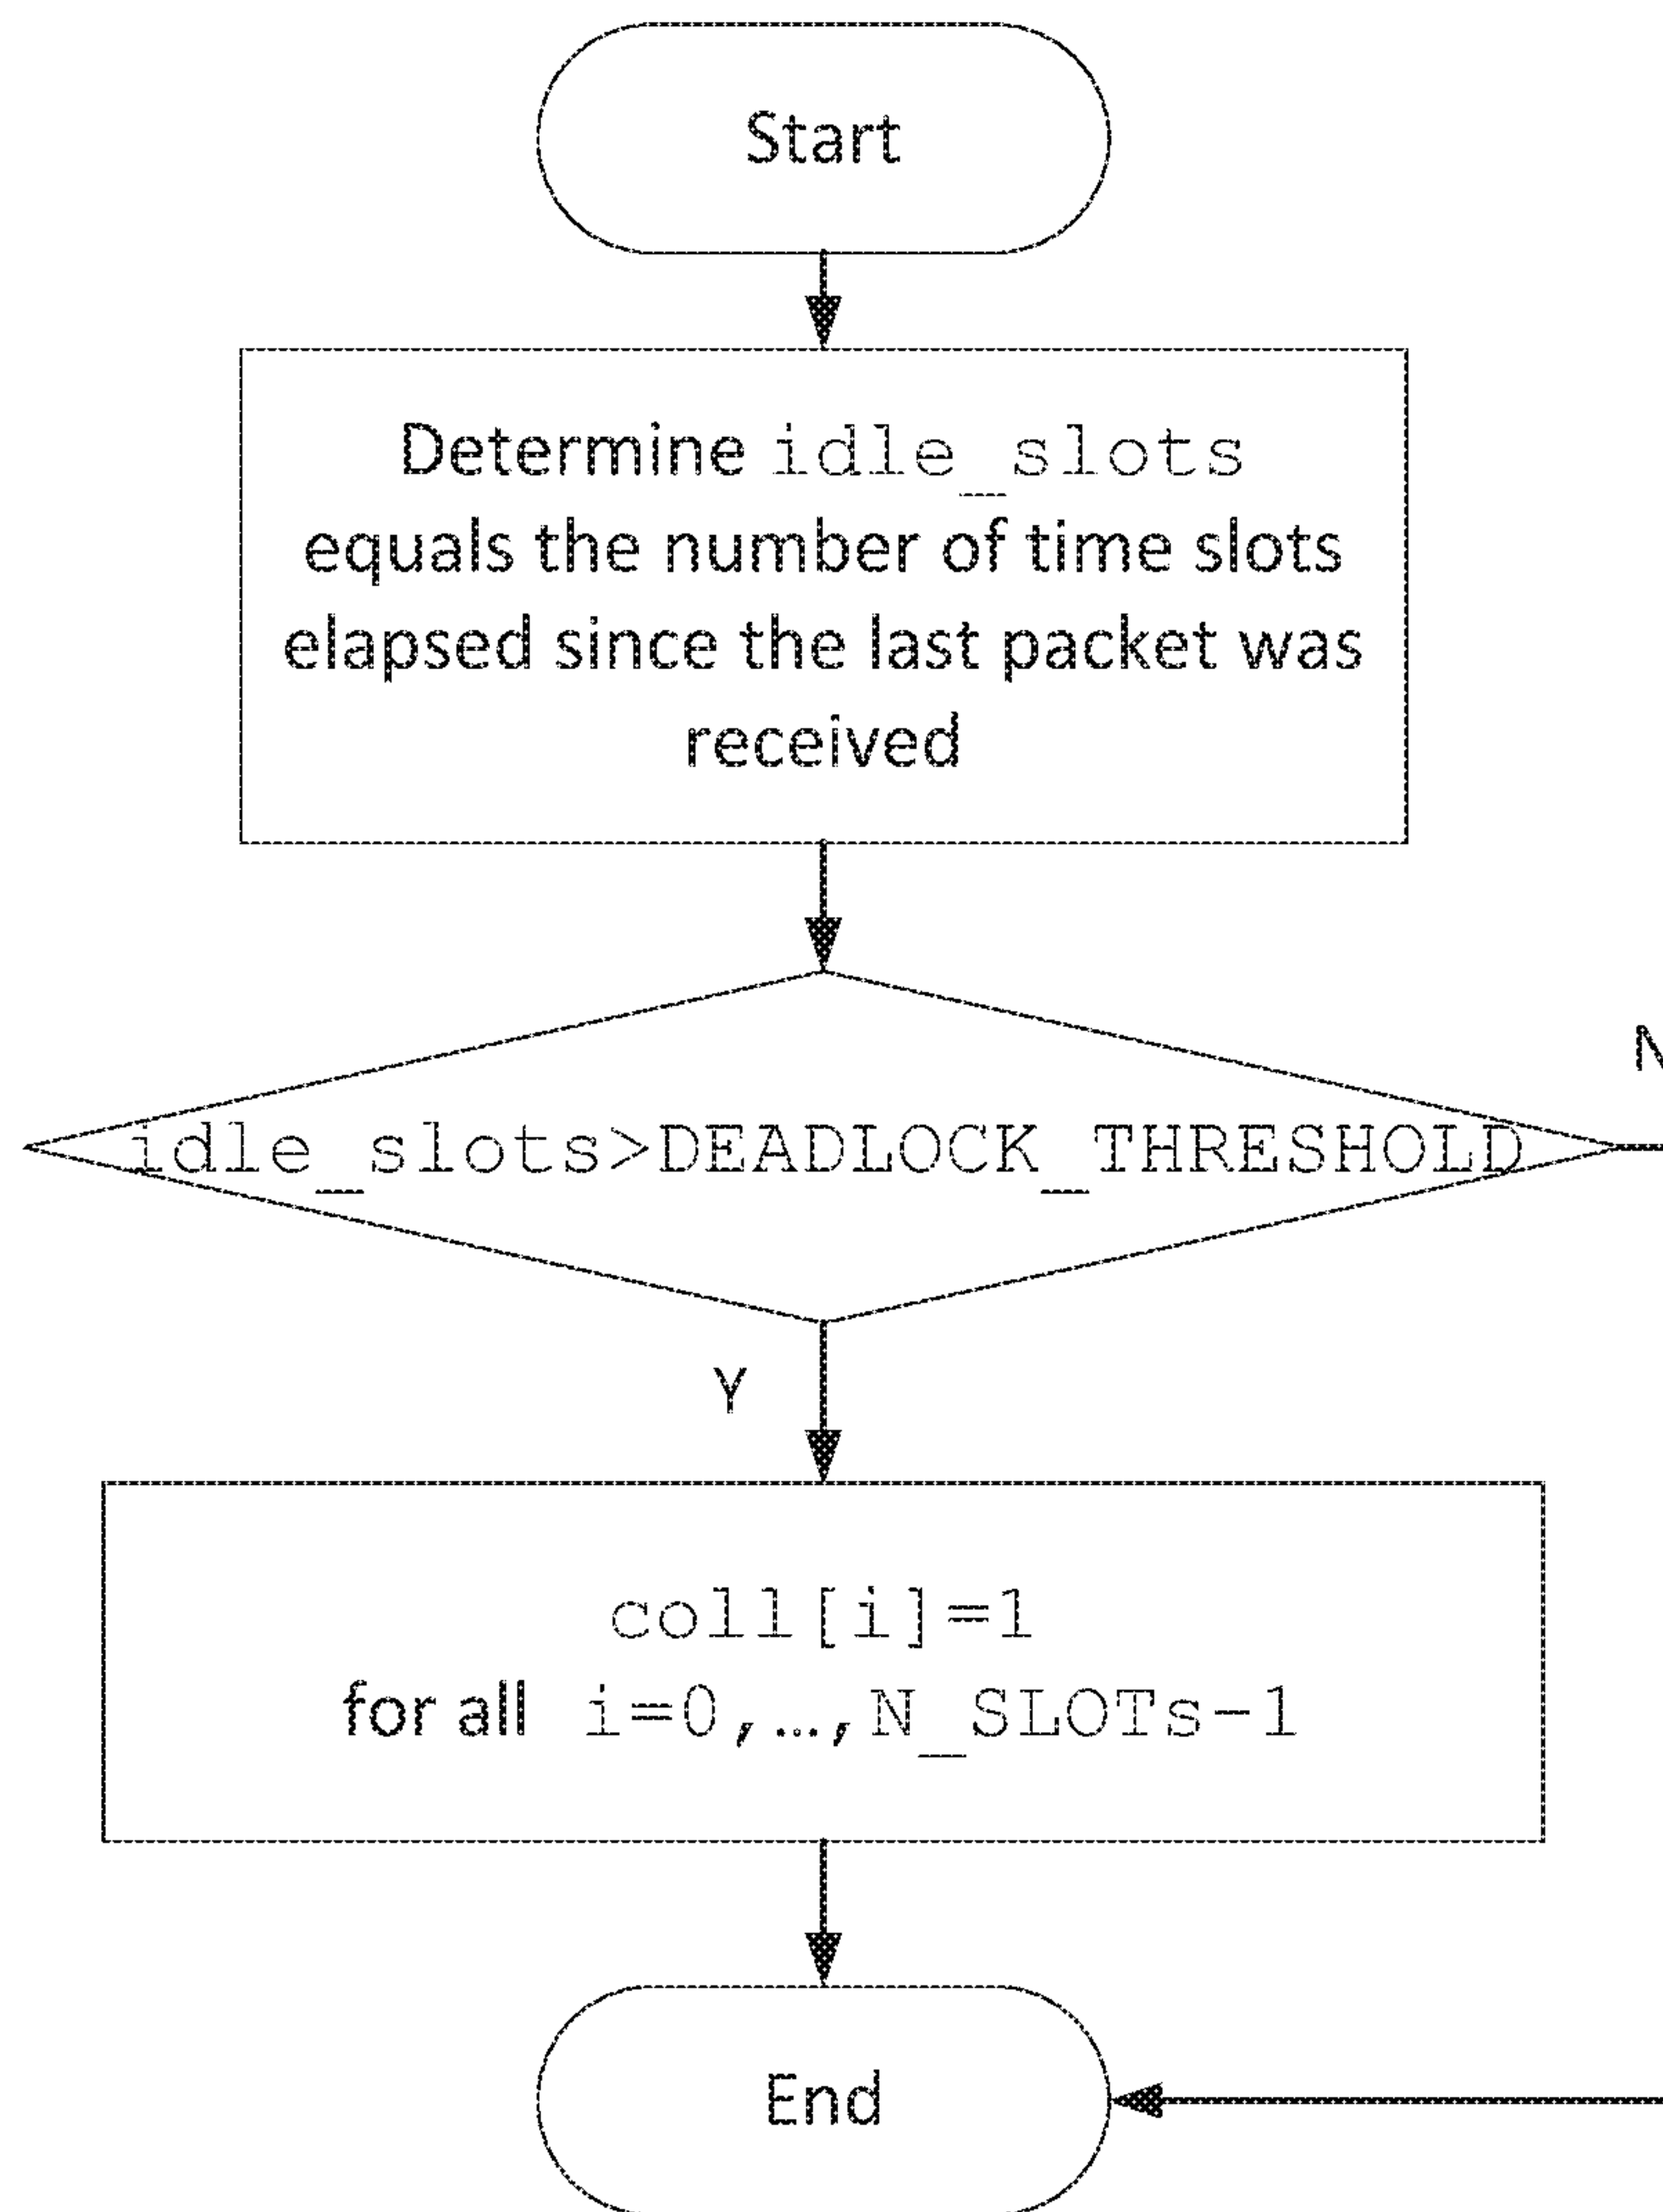 Start
Determine idle_slots
equals the number of time slots
elapsed since the last packet was
received
N
idle_slots>DEADLOCK_THRESHOLD
Y
coll[i]=1
for all i=0,…,N_SLOTs-1
End